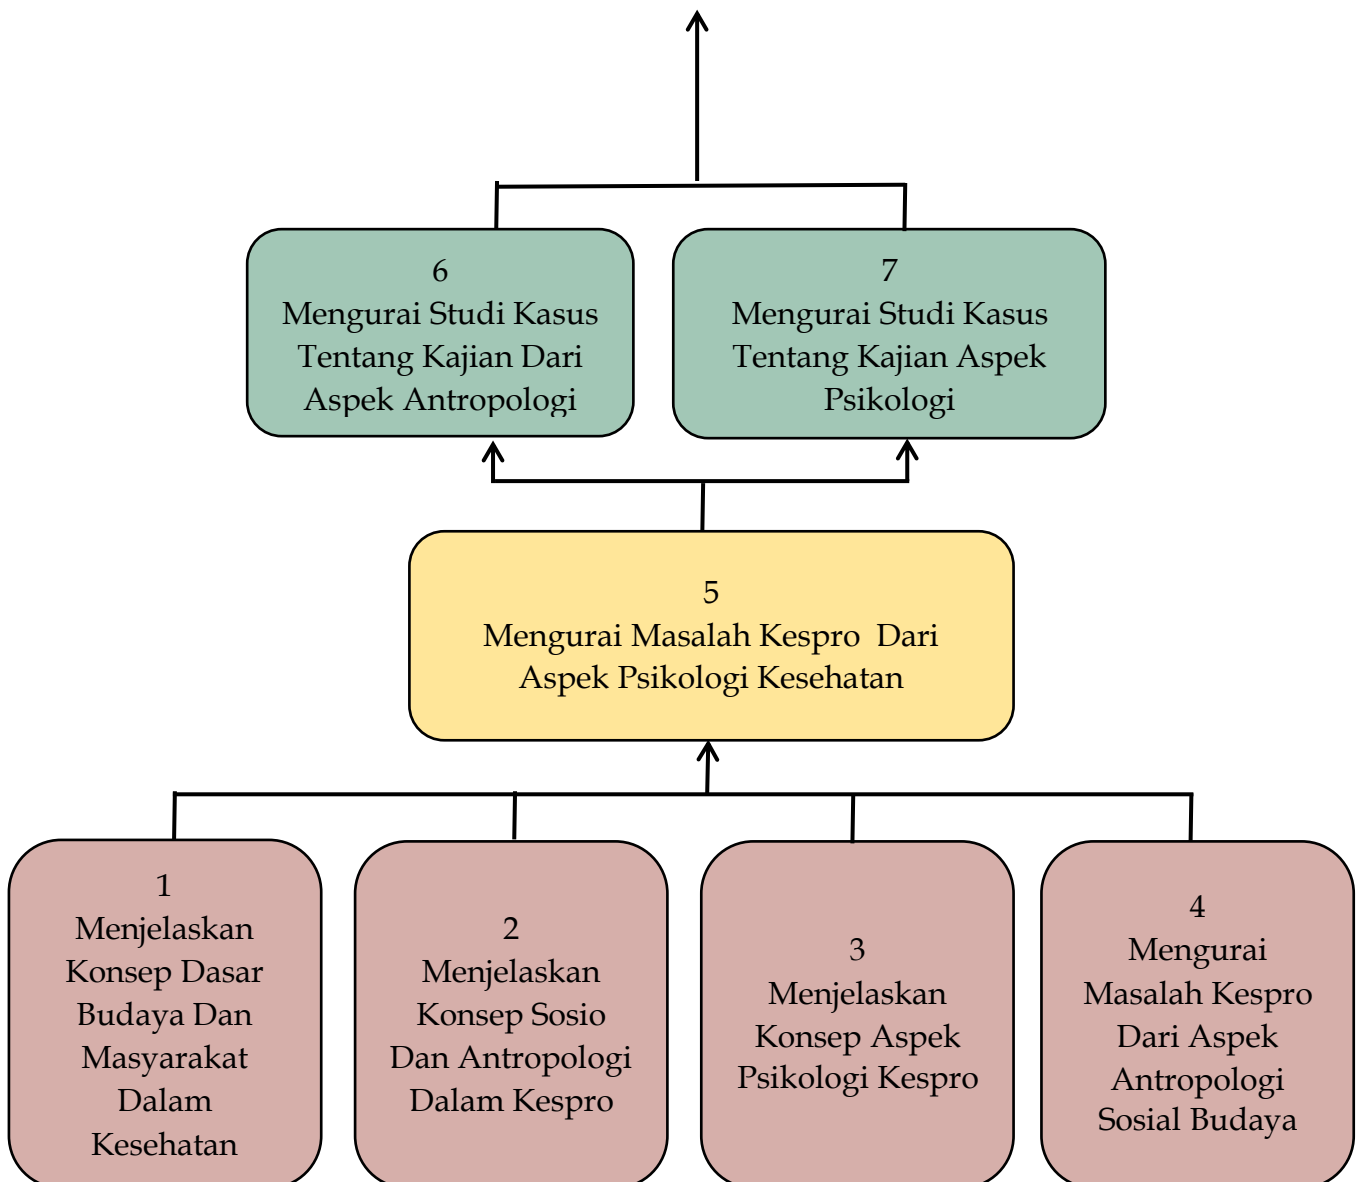 6
Mengurai Studi Kasus
Tentang Kajian Dari
Aspek Antropologi
7
Mengurai Studi Kasus
Tentang Kajian Aspek
Psikologi
5
Mengurai Masalah Kespro  Dari
Aspek Psikologi Kesehatan
1
Menjelaskan
Konsep Dasar
Budaya Dan
Masyarakat
Dalam
Kesehatan
2
Menjelaskan
Konsep Sosio
Dan Antropologi
Dalam Kespro
3
Menjelaskan
Konsep Aspek
Psikologi Kespro
4
Mengurai
Masalah Kespro
Dari Aspek
Antropologi
Sosial Budaya